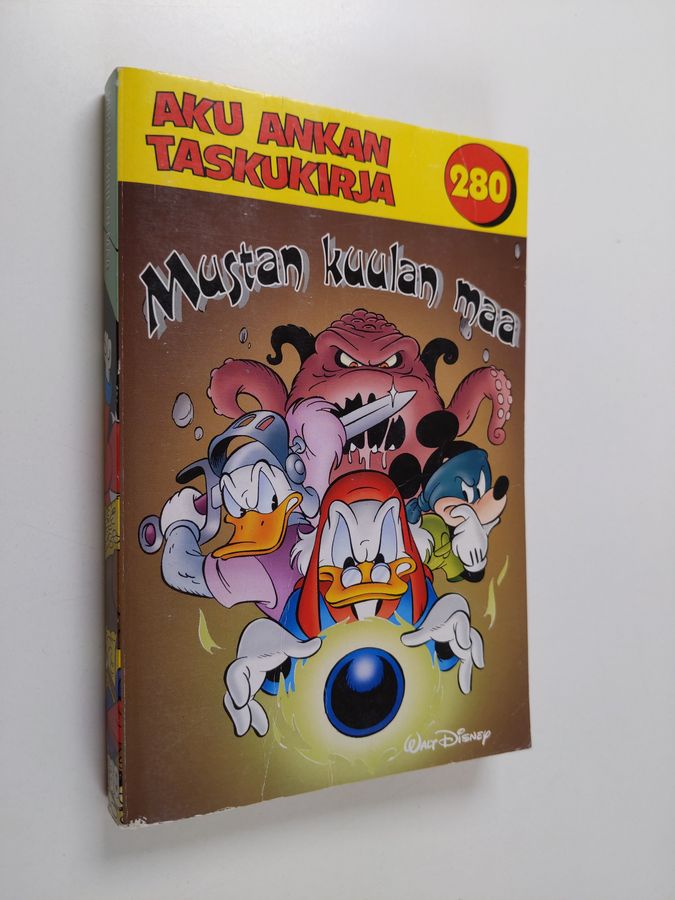 AKU ANKAN
TASKUKIRJA
280
Mustan kuulan maa
WALT DISNEY